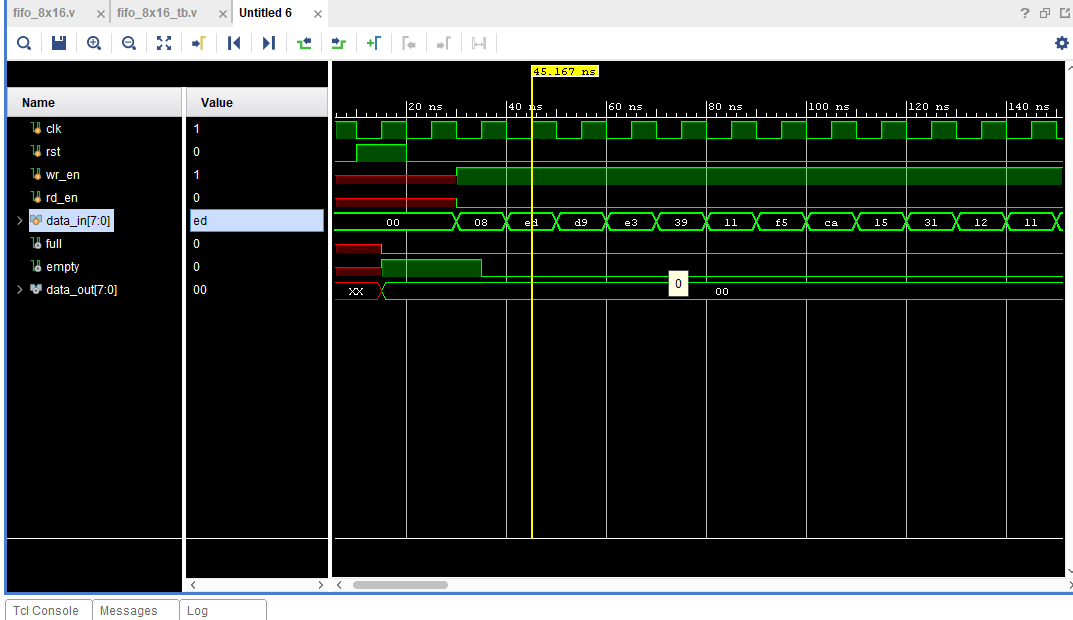 fifo_8x16.v × fifo_8x16_tb.v × Untitled 6 ×
45.167 ns
Name Value
20 ns 40 ns 60 ns 80 ns 100 ns 120 ns 140 ns
clk 1
rst 0
wr_en 1
rd_en 0
data_in[7:0] ed 00 08 ed d9 e3 39 11 f5 ca 15 31 12 11
full 0
empty 0
0
data_out[7:0] 00 XX 00
Tcl Console Messages Log